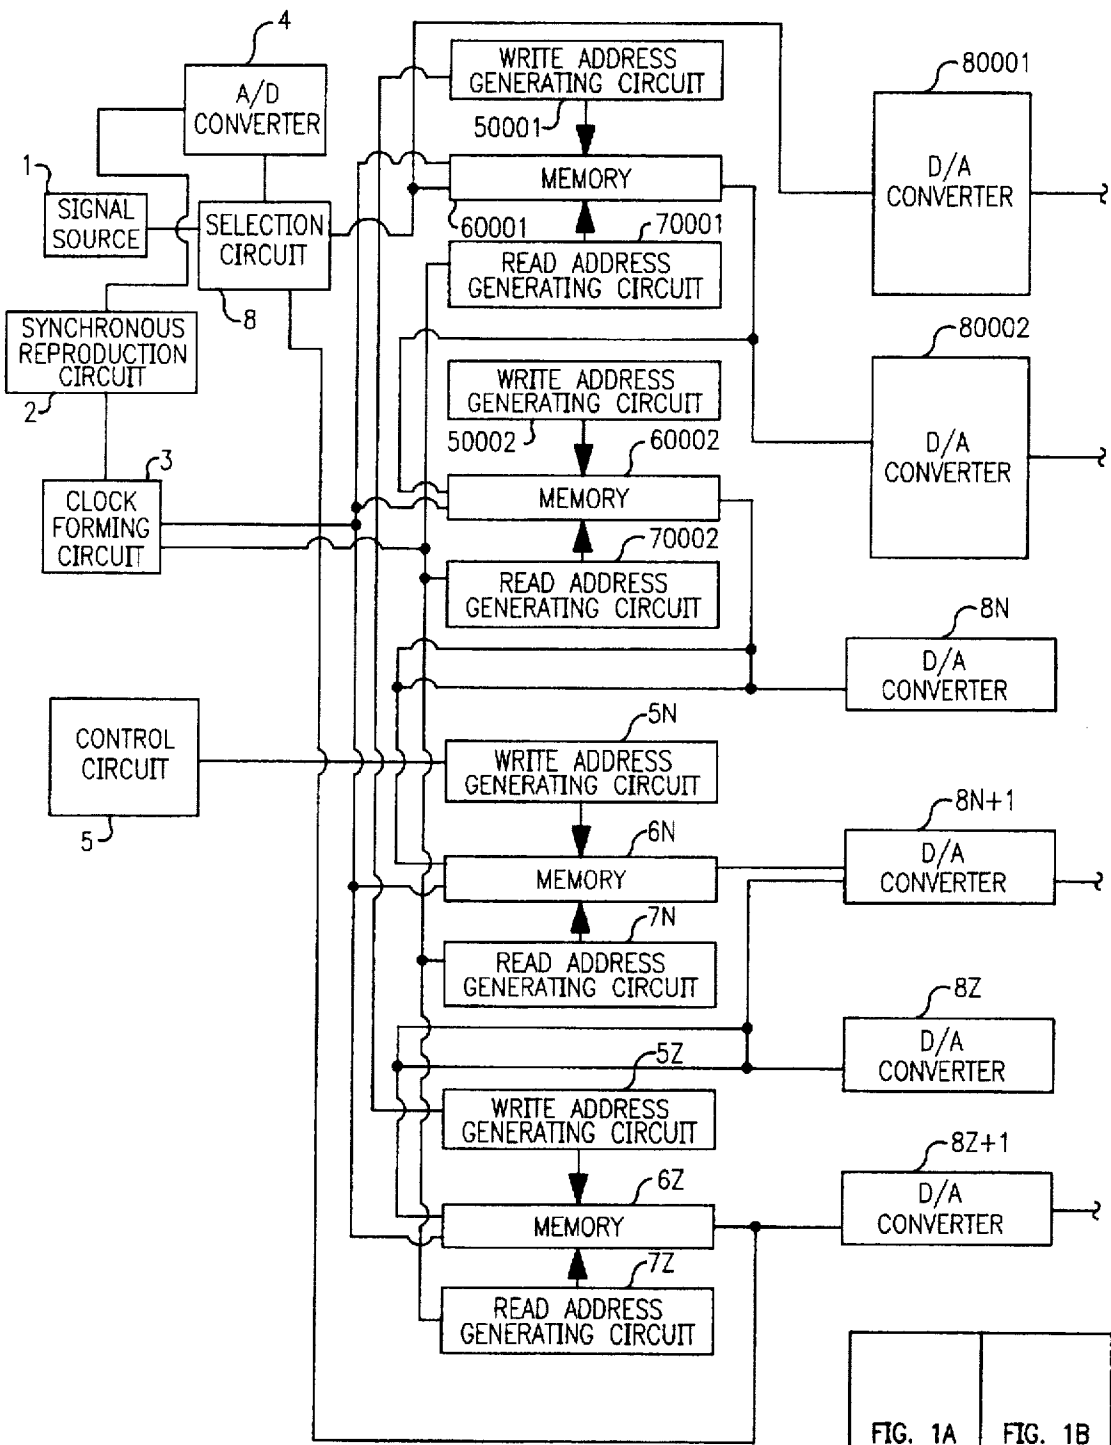 4
A/D
CONVERTER
1
SIGNAL
SOURCE
SELECTION
CIRCUIT
8
SYNCHRONOUS
REPRODUCTION
CIRCUIT
2
3
CLOCK
FORMING
CIRCUIT
CONTROL
CIRCUIT
5
WRITE ADDRESS
GENERATING CIRCUIT
50001
MEMORY
60001
70001
READ ADDRESS
GENERATING CIRCUIT
WRITE ADDRESS
GENERATING CIRCUIT
50002
60002
MEMORY
70002
READ ADDRESS
GENERATING CIRCUIT
5N
WRITE ADDRESS
GENERATING CIRCUIT
6N
MEMORY
7N
READ ADDRESS
GENERATING CIRCUIT
5Z
WRITE ADDRESS
GENERATING CIRCUIT
6Z
MEMORY
7Z
READ ADDRESS
GENERATING CIRCUIT
80001
D/A
CONVERTER
80002
D/A
CONVERTER
8N
D/A
CONVERTER
8N+1
D/A
CONVERTER
8Z
D/A
CONVERTER
8Z+1
D/A
CONVERTER
FIG. 1A
FIG. 1B